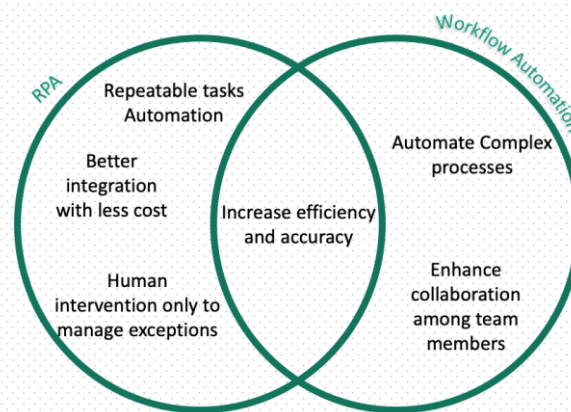 RPA
Workflow Automation
Repeatable tasks
Automation
Better
integration
with less cost
Human
intervention only to
manage exceptions
Increase efficiency
and accuracy
Automate Complex
processes
Enhance
collaboration
among team
members